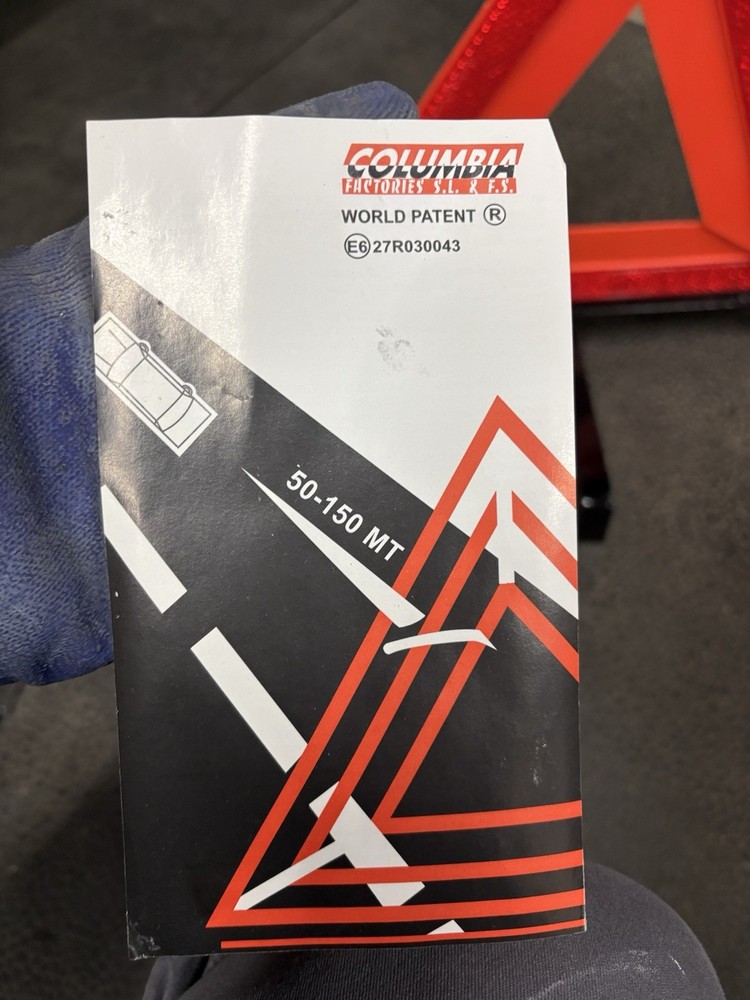 COLUMBIA
FACTORIES S.L. & F.S.
WORLD PATENT ®
E6 27R030043
50-150 MT